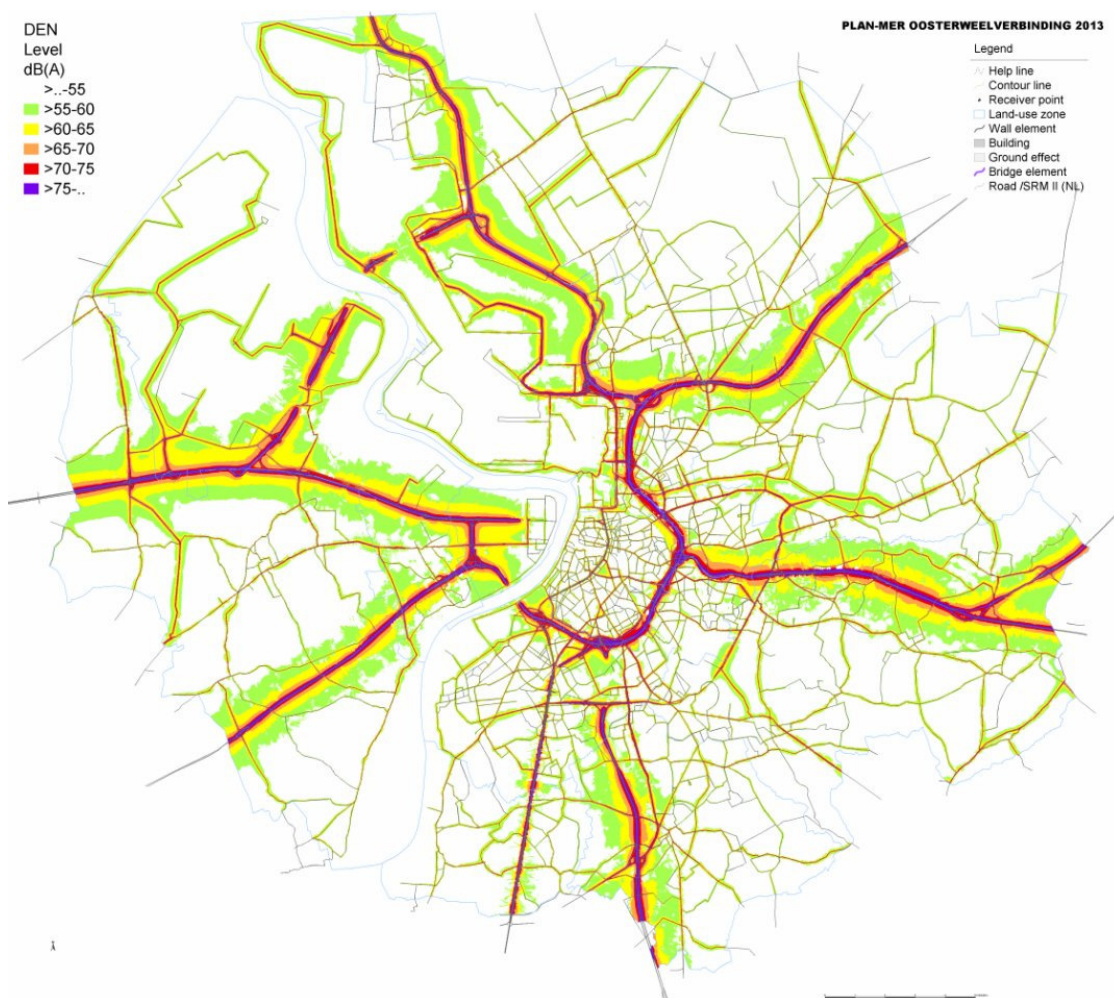 DEN
Level
dB(A)
>..-55
>55-60
>60-65
>65-70
>70-75
>75-..
PLAN-MER OOSTERWEELVERBINDING 2013
Legend
Help line
Contour line
Receiver point
Land-use zone
Wall element
Building
Ground effect
Bridge element
Road /SRM II (NL)